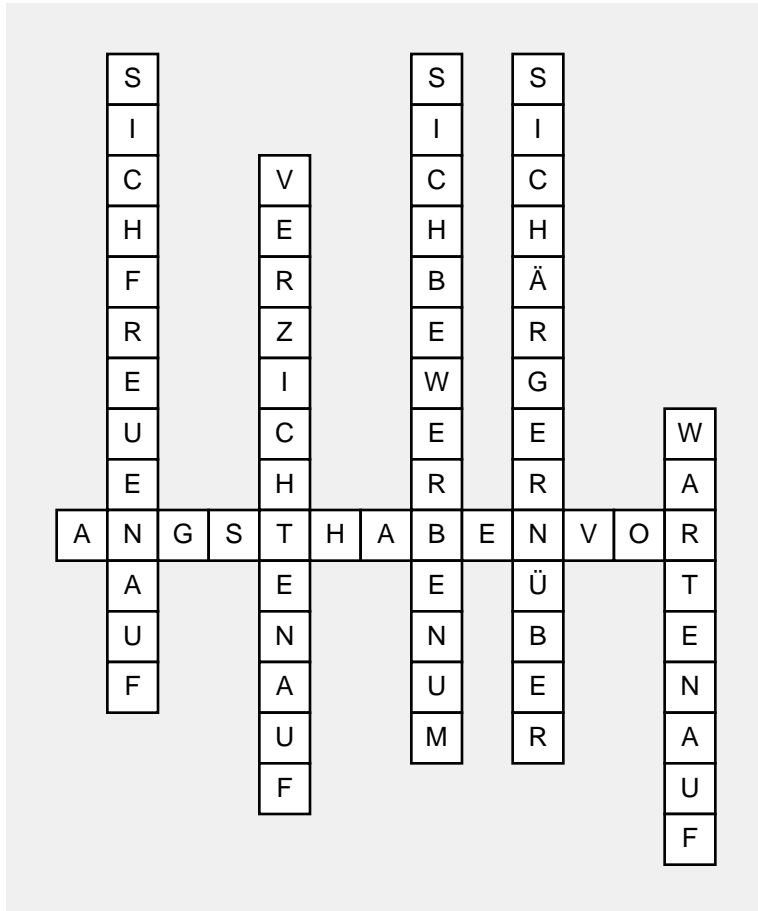 SICHFREUENAUF
VERZICHTENAUF
SICHBEWERBENUM
SICHÄRGERNÜBER
WARTENAUF
ANGSTHABENVOR